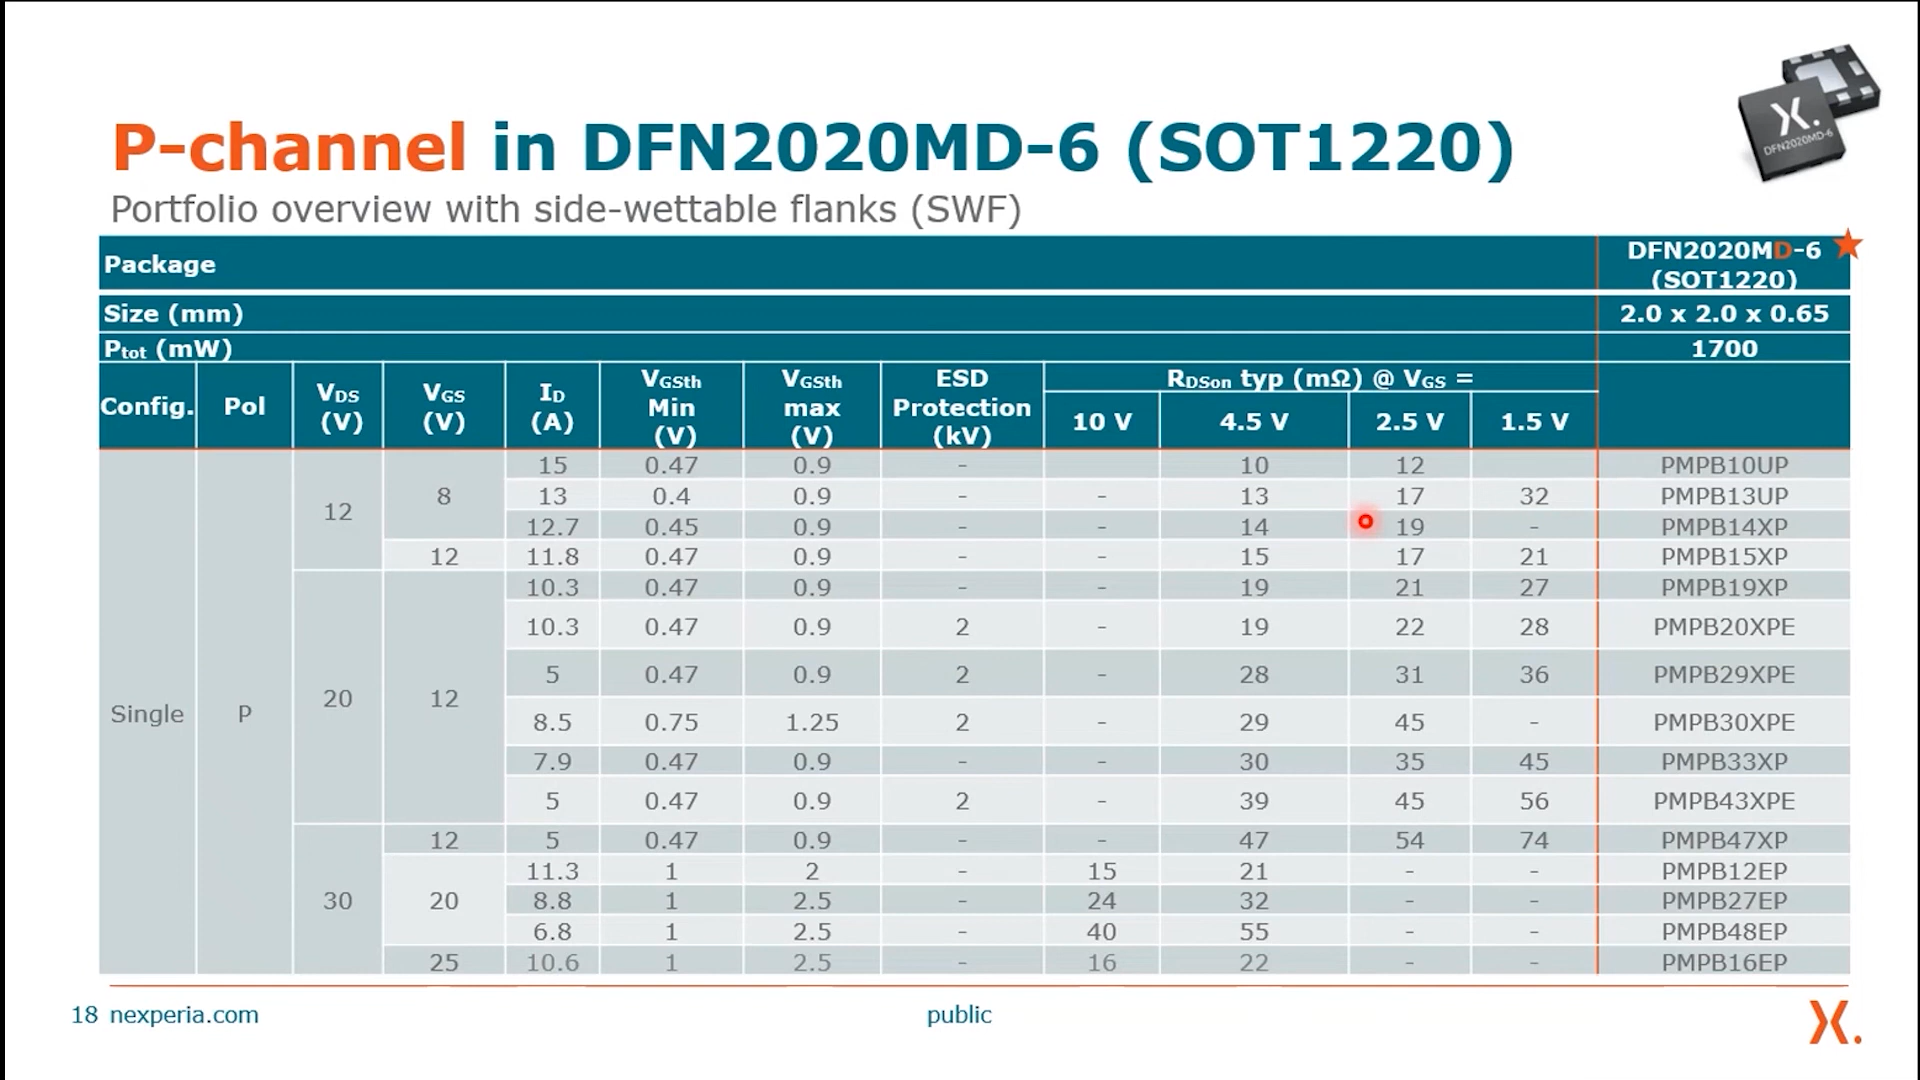 P-channel in DFN2020MD-6 (SOT1220)
Portfolio overview with side-wettable flanks (SWF)
X.
DFN2020MD-6
Package DFN2020MD-6
(SOT1220)
Size (mm) 2.0 x 2.0 x 0.65
Ptot (mW) 1700
Config. Pol VDS (V) VGS (V) ID (A) VGSth Min (V) VGSth max (V) ESD Protection (kV) RDSon typ (mΩ) @ VGS =
10 V 4.5 V 2.5 V 1.5 V
Single P 12 8 15 0.47 0.9 - 10 12 PMPB10UP
13 0.4 0.9 - - 13 17 32 PMPB13UP
12.7 0.45 0.9 - - 14 19 - PMPB14XP
12 11.8 0.47 0.9 - - 15 17 21 PMPB15XP
20 12 10.3 0.47 0.9 - - 19 21 27 PMPB19XP
10.3 0.47 0.9 2 - 19 22 28 PMPB20XPE
5 0.47 0.9 2 - 28 31 36 PMPB29XPE
8.5 0.75 1.25 2 - 29 45 - PMPB30XPE
7.9 0.47 0.9 - - 30 35 45 PMPB33XP
5 0.47 0.9 2 - 39 45 56 PMPB43XPE
30 12 5 0.47 0.9 - - 47 54 74 PMPB47XP
20 11.3 1 2 - 15 21 - - PMPB12EP
8.8 1 2.5 - 24 32 - - PMPB27EP
6.8 1 2.5 - 40 55 - - PMPB48EP
25 10.6 1 2.5 - 16 22 - - PMPB16EP
18 nexperia.com public X.